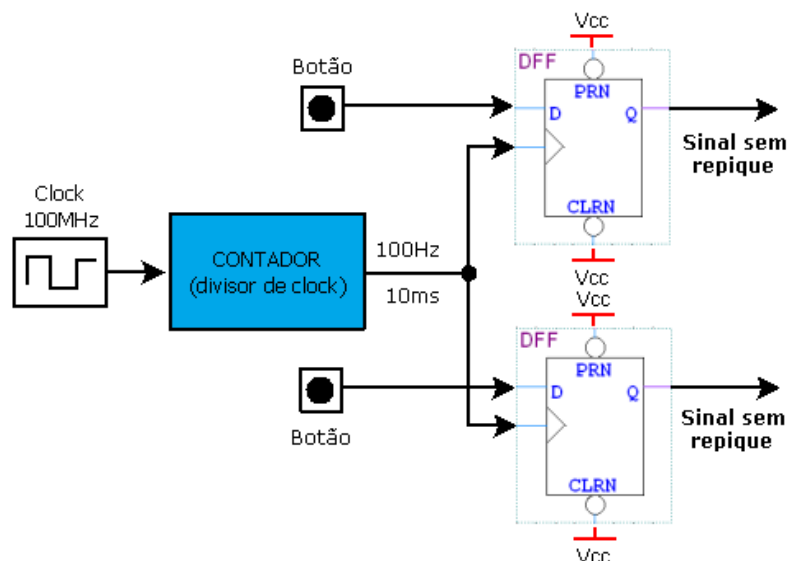 Vcc
DFF
Botão
PRN
D
Q
Sinal sem
repique
Clock
100MHz
CLRN
CONTADOR
(divisor de clock)
100Hz
10ms
Vcc
Vcc
DFF
PRN
D
Q
Sinal sem
repique
Botão
CLRN
Vcc